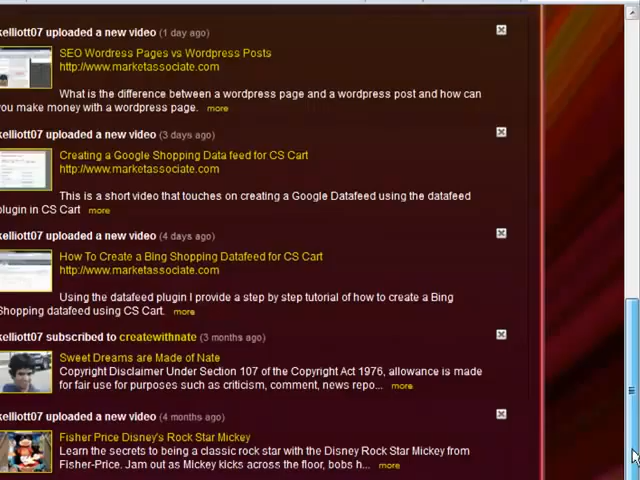 kelliott07 uploaded a new video (1 day ago)
SEO Wordress Pages vs Wordpress Posts
http://www.marketassociate.com
What is the difference between a wordpress page and a wordpress post and how can
you make money with a wordpress page. more
kelliott07 uploaded a new video (3 days ago)
Creating a Google Shopping Data feed for CS Cart
http://www.marketassociate.com
This is a short video that touches on creating a Google Datafeed using the datafeed
plugin in CS Cart more
kelliott07 uploaded a new video (4 days ago)
How To Create a Bing Shopping Datafeed for CS Cart
http://www.marketassociate.com
Using the datafeed plugin I provide a step by step tutorial of how to create a Bing
Shopping datafeed using CS Cart. more
kelliott07 subscribed to createwithnate (3 months ago)
Sweet Dreams are Made of Nate
Copyright Disclaimer Under Section 107 of the Copyright Act 1976, allowance is made
for fair use for purposes such as criticism, comment, news repo... more
kelliott07 uploaded a new video (4 months ago)
Fisher Price Disney's Rock Star Mickey
Learn the secrets to being a classic rock star with the Disney Rock Star Mickey from
Fisher-Price. Jam out as Mickey kicks across the floor, bobs h... more